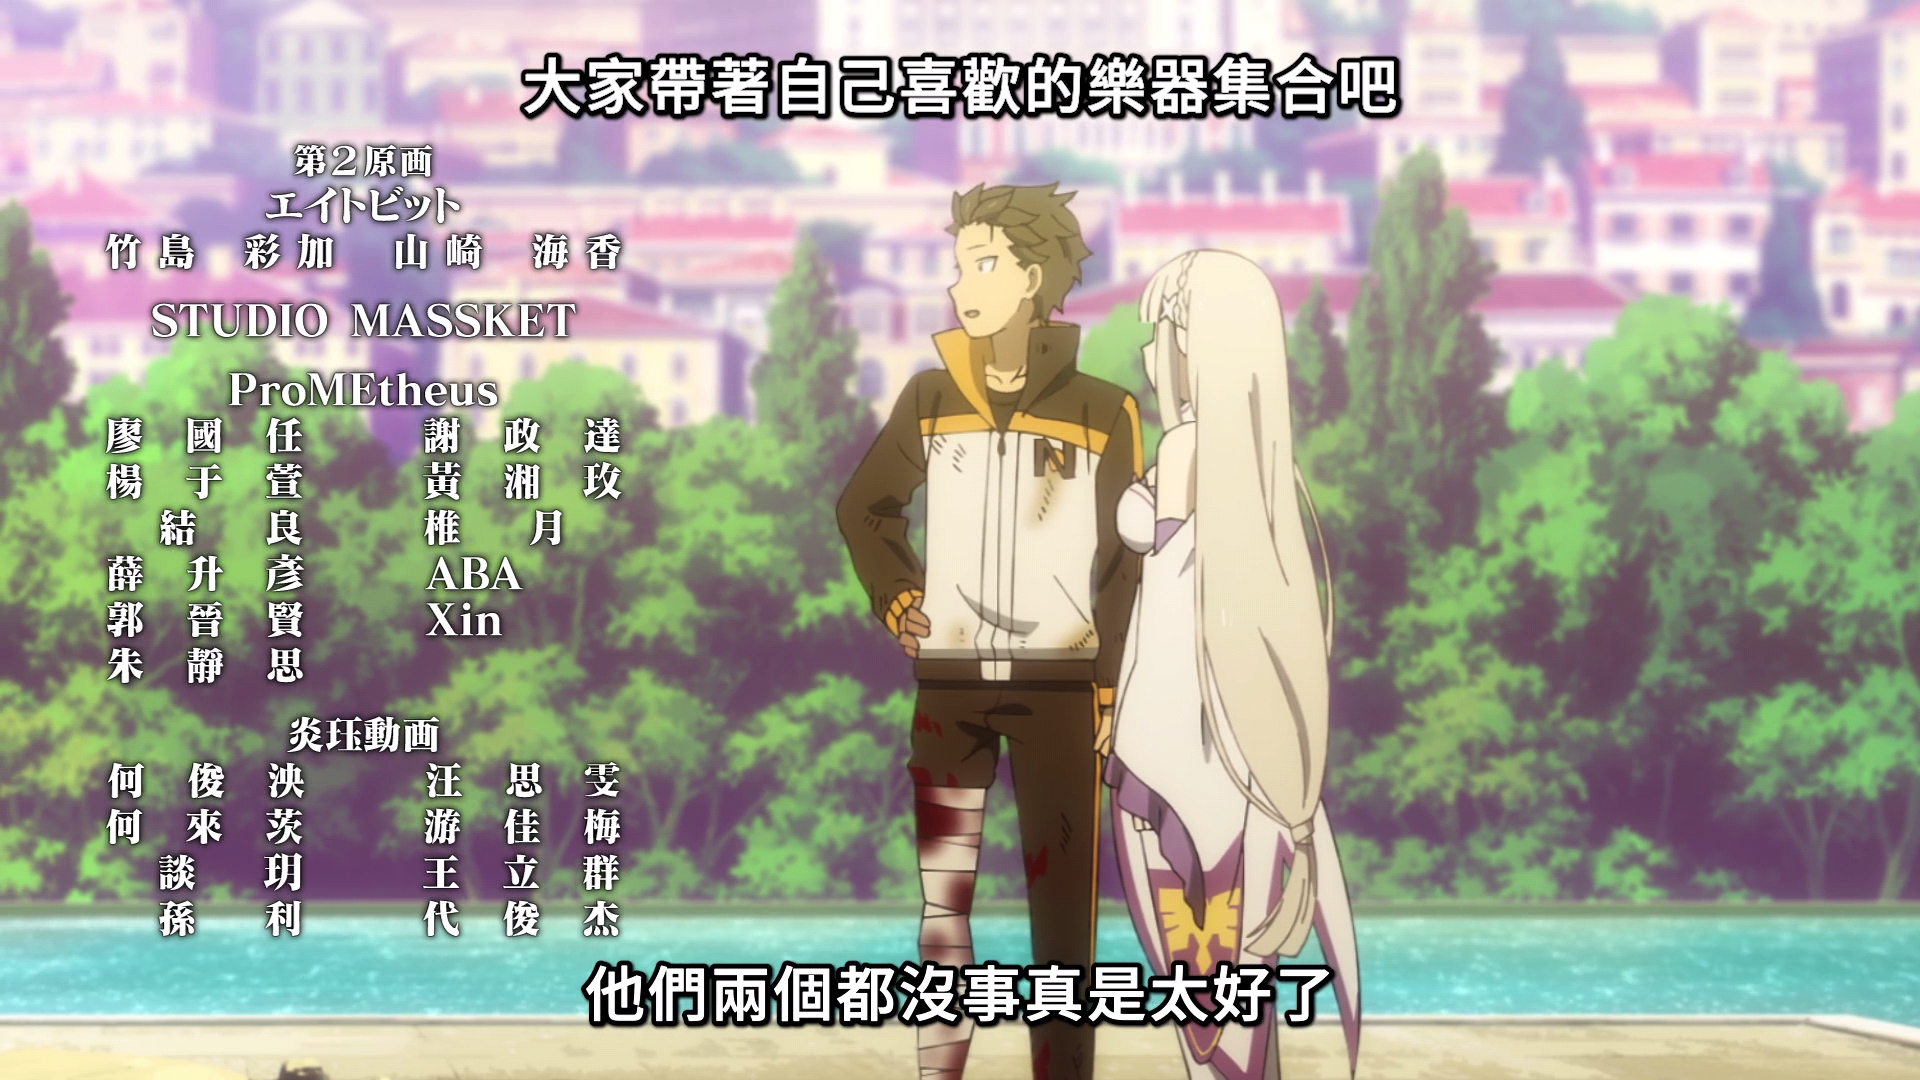 大家帶著自己喜歡的樂器集合吧
第2原画
エイトビット
竹島 彩加 山崎 海香
STUDIO MASSKET
ProMEtheus
廖國任 謝政達
楊于萱 黃湘玫
結良 椎月
薛升彥 ABA
郭晉賢 Xin
朱靜思
炎珏動画
何俊泱 汪思雯
何來茨 游佳梅
談玥 王立群
孫利 代俊杰
他們兩個都沒事真是太好了